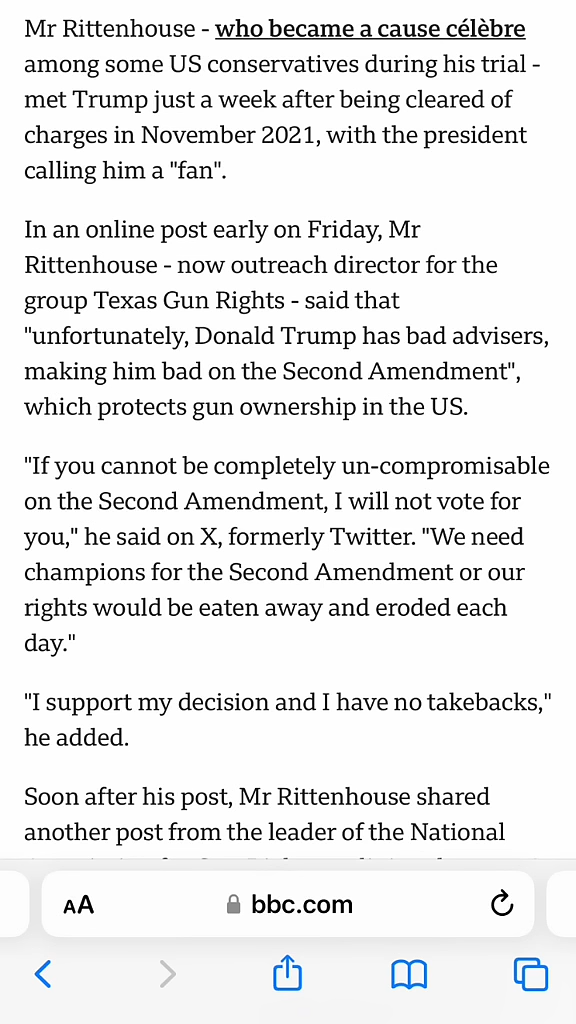 Mr Rittenhouse - who became a cause célèbre
among some US conservatives during his trial -
met Trump just a week after being cleared of
charges in November 2021, with the president
calling him a "fan".
In an online post early on Friday, Mr
Rittenhouse - now outreach director for the
group Texas Gun Rights - said that
"unfortunately, Donald Trump has bad advisers,
making him bad on the Second Amendment",
which protects gun ownership in the US.
"If you cannot be completely un-compromisable
on the Second Amendment, I will not vote for
you," he said on X, formerly Twitter. "We need
champions for the Second Amendment or our
rights would be eaten away and eroded each
day."
"I support my decision and I have no takebacks,"
he added.
Soon after his post, Mr Rittenhouse shared
another post from the leader of the National
AA bbc.com